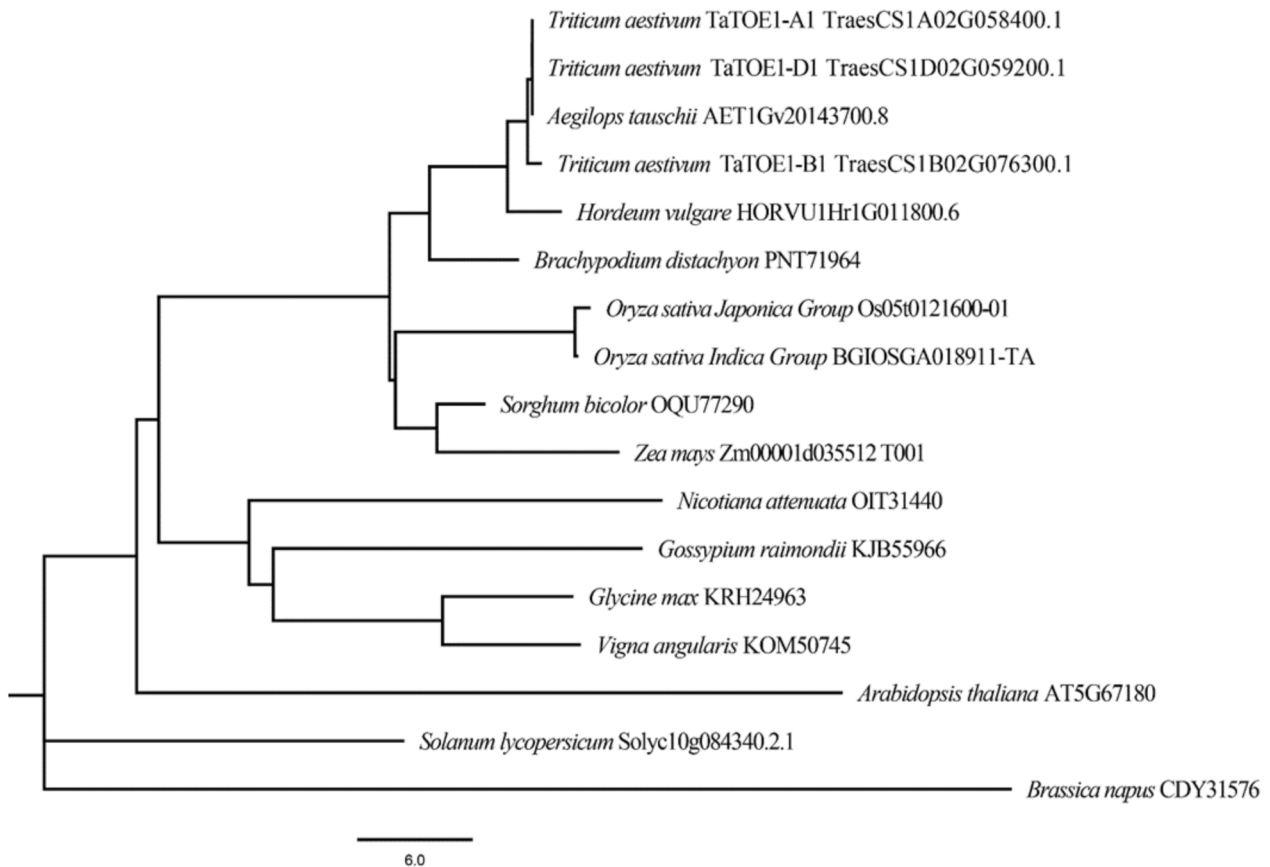 Triticum aestivum TaTOE1-A1 TraesCS1A02G058400.1
Triticum aestivum TaTOE1-D1 TraesCS1D02G059200.1
Aegilops tauschii AET1Gv20143700.8
Triticum aestivum TaTOE1-B1 TraesCS1B02G076300.1
Hordeum vulgare HORVU1Hr1G011800.6
Brachypodium distachyon PNT71964
Oryza sativa Japonica Group Os05t0121600-01
Oryza sativa Indica Group BGIOSGA018911-TA
Sorghum bicolor OQU77290
Zea mays Zm00001d035512 T001
Nicotiana attenuata OIT31440
Gossypium raimondii KJB55966
Glycine max KRH24963
Vigna angularis KOM50745
Arabidopsis thaliana AT5G67180
Solanum lycopersicum Solyc10g084340.2.1
Brassica napus CDY31576
6.0